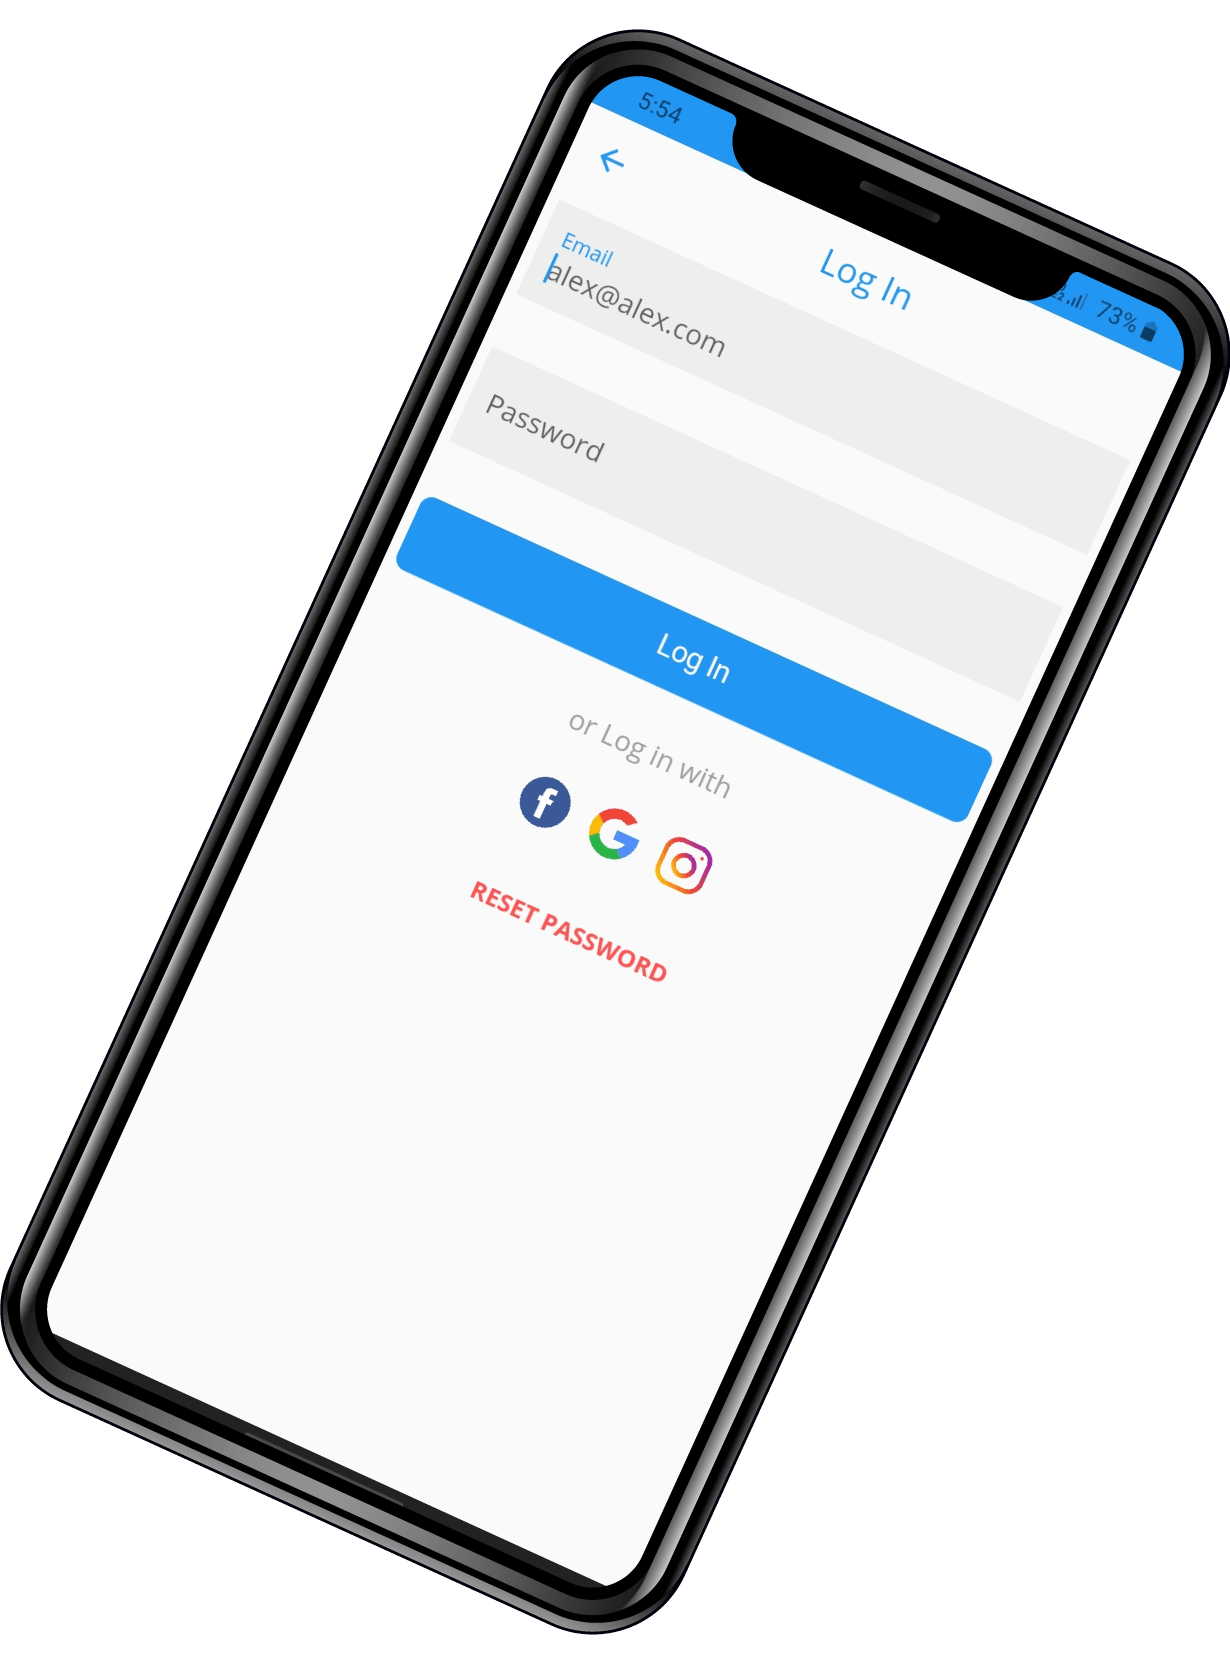 5:54
73%
Log In
Email
alex@alex.com
Password
Log In
or Log in with
RESET PASSWORD